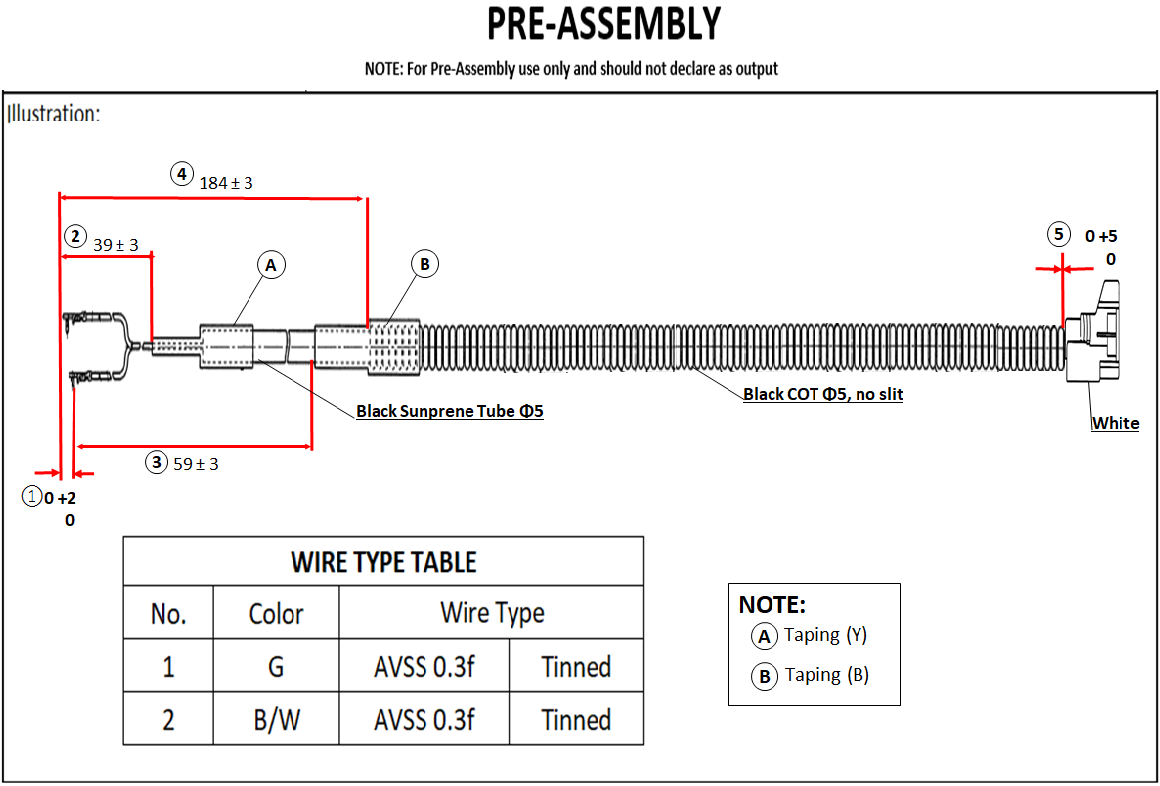 PRE-ASSEMBLY
NOTE: For Pre-Assembly use only and should not declare as output
Illustration:
4 184 ± 3
2 39 ± 3
5 0 +5
0
A
B
Black Sunprene Tube Φ5
Black COT Φ5, no slit
White
3 59 ± 3
1 0 +2
0
WIRE TYPE TABLE
No. Color Wire Type
1 G AVSS 0.3f Tinned
2 B/W AVSS 0.3f Tinned
NOTE:
A Taping (Y)
B Taping (B)